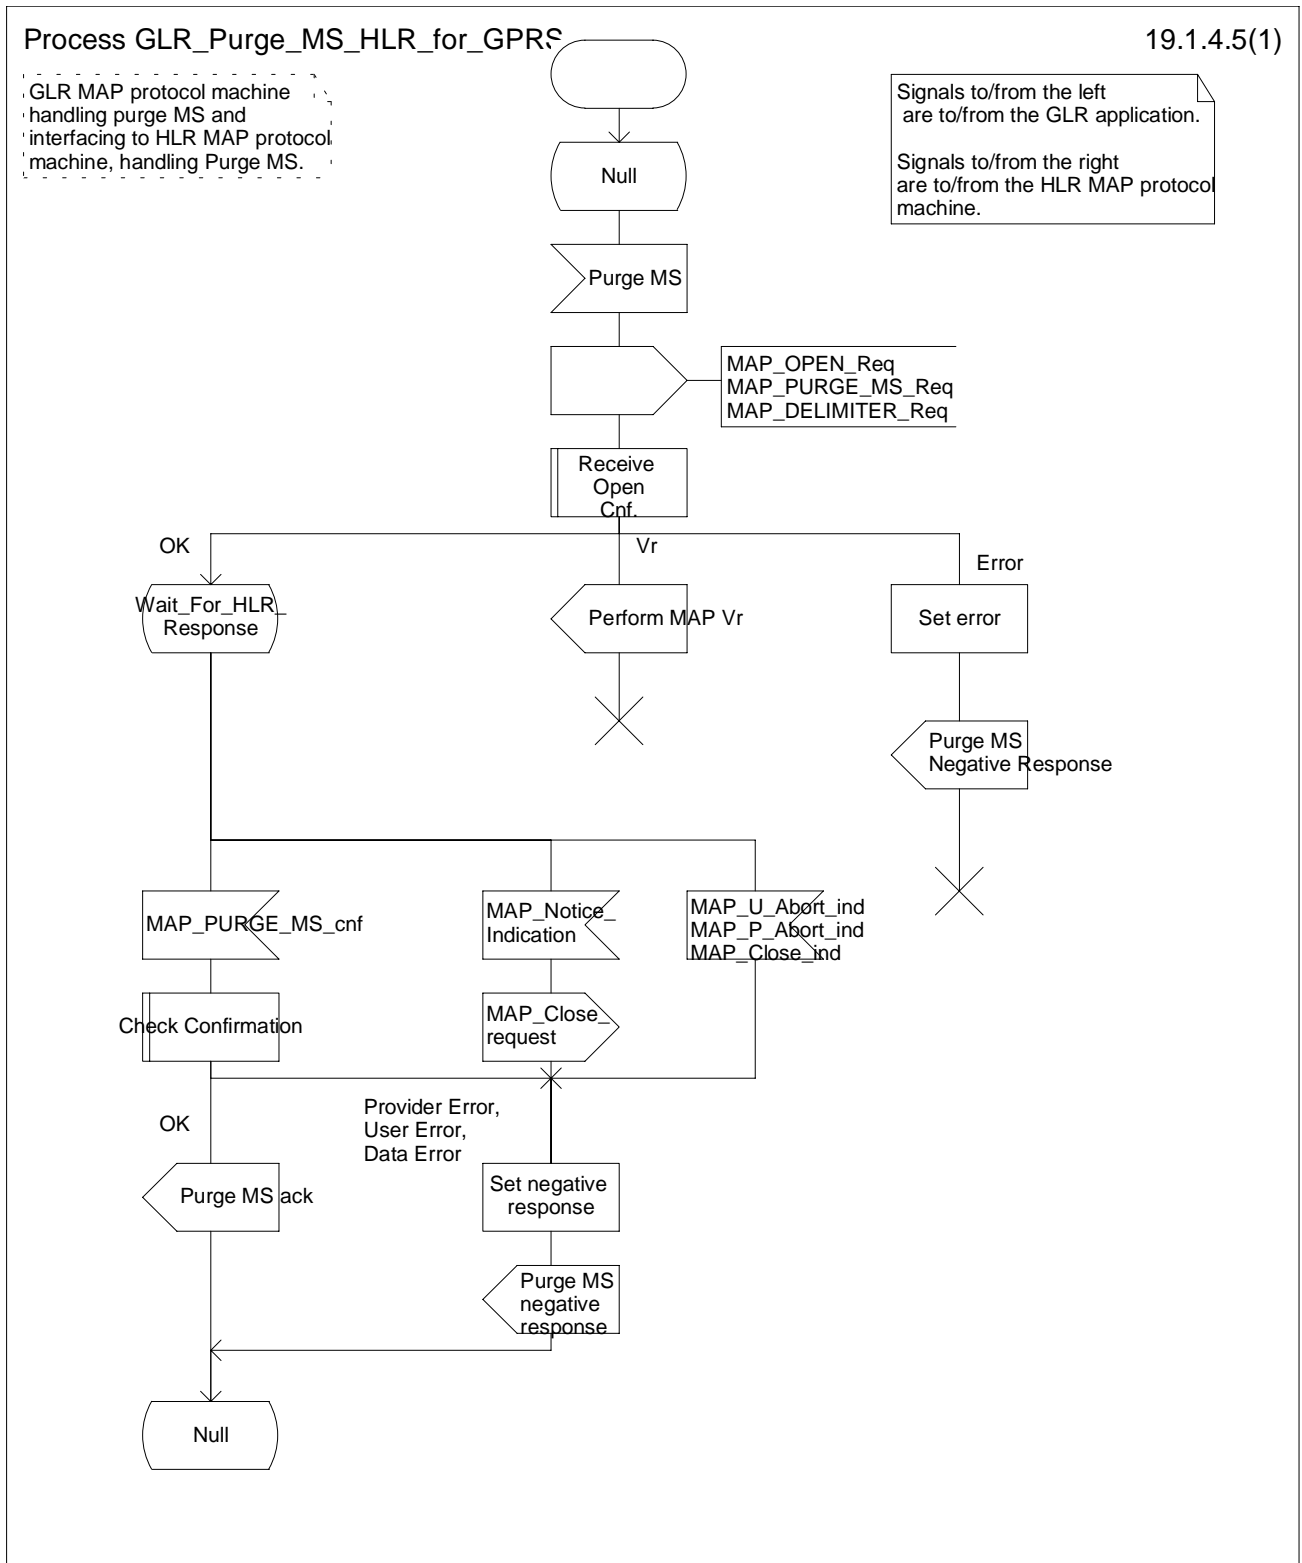 Process GLR_Purge_MS_HLR_for_GPRS
19.1.4.5(1)
GLR MAP protocol machine
handling purge MS and
interfacing to HLR MAP protocol
machine, handling Purge MS.
Signals to/from the left
are to/from the GLR application.
Signals to/from the right
are to/from the HLR MAP protocol
machine.
Null
Purge MS
MAP_OPEN_Req
MAP_PURGE_MS_Req
MAP_DELIMITER_Req
Receive
Open
Cnf.
OK
Vr
Error
Wait_For_HLR_
Response
Perform MAP Vr
Set error
Purge MS
Negative Response
MAP_PURGE_MS_cnf
MAP_Notice_
Indication
MAP_U_Abort_ind
MAP_P_Abort_ind
MAP_Close_ind
Check Confirmation
MAP_Close_
request
OK
Provider Error,
User Error,
Data Error
Purge MS ack
Set negative
response
Purge MS
negative
response
Null